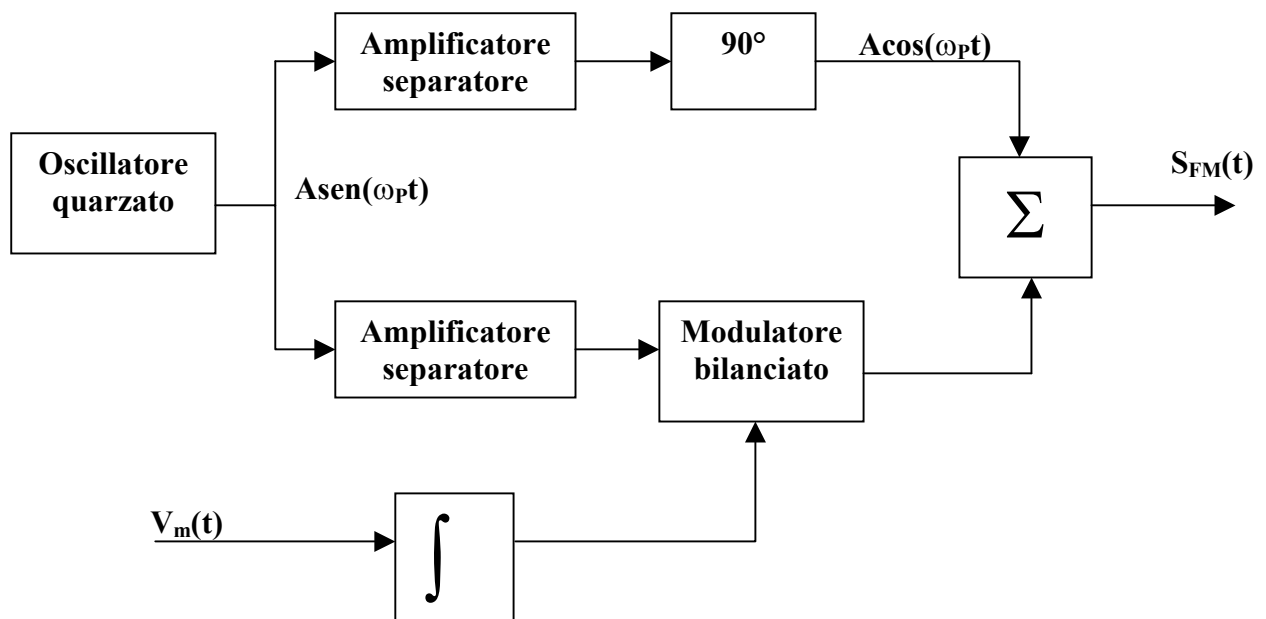 Amplificatore
separatore
90°
Acos(ωPt)
Oscillatore
quarzato
Asen(ωPt)
Σ
SFM(t)
Amplificatore
separatore
Modulatore
bilanciato
Vm(t)
∫